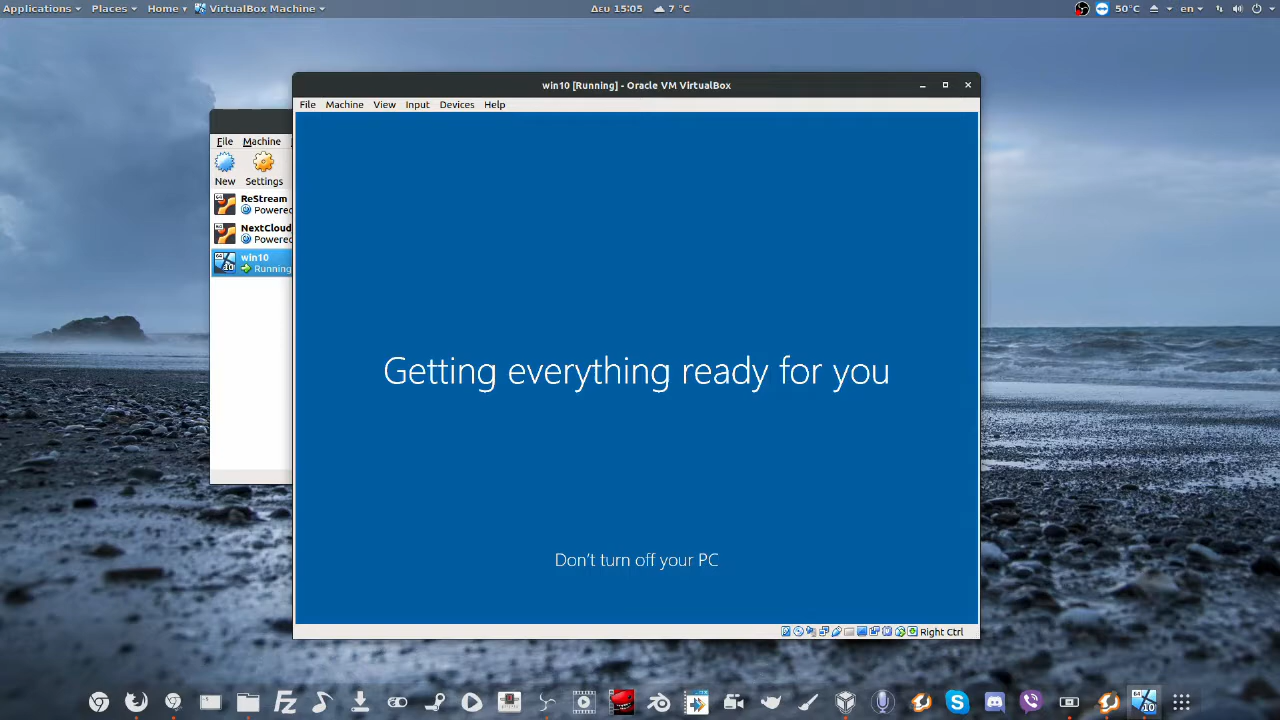 Applications Places Home VirtualBox Machine Δευ 15:05 7 °C 50°C en
win10 [Running] - Oracle VM VirtualBox
File Machine View Input Devices Help
File Machine
New Settings
ReStream
Powered
NextCloud
Powered
win10
Running
Getting everything ready for you
Don't turn off your PC
Right Ctrl